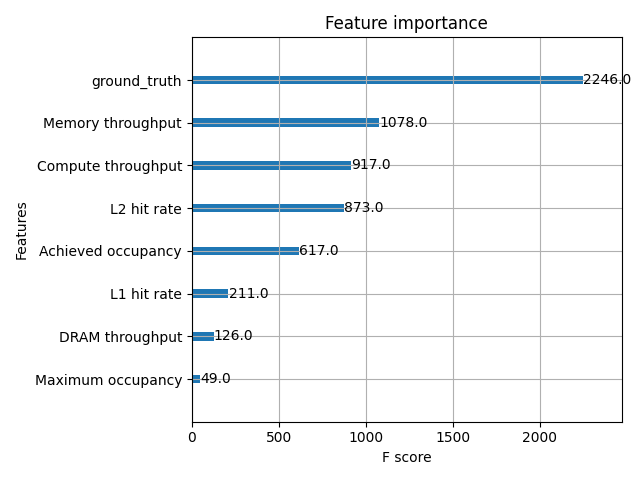 Feature importance
ground_truth 2246.0
Memory throughput 1078.0
Compute throughput 917.0
L2 hit rate 873.0
Achieved occupancy 617.0
L1 hit rate 211.0
DRAM throughput 126.0
Maximum occupancy 49.0
Features
0 500 1000 1500 2000
F score